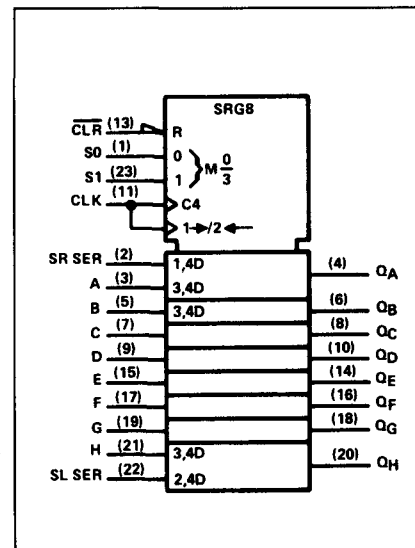 SRG8
CLR (13) R
S0 (1) 0 } M 0/3
S1 (23) 1
CLK (11) C4
1→/2←
SR SER (2) 1,4D (4) QA
A (3) 3,4D
B (5) 3,4D (6) QB
C (7) (8) QC
D (9) (10) QD
E (15) (14) QE
F (17) (16) QF
G (19) (18) QG
H (21) 3,4D (20) QH
SL SER (22) 2,4D